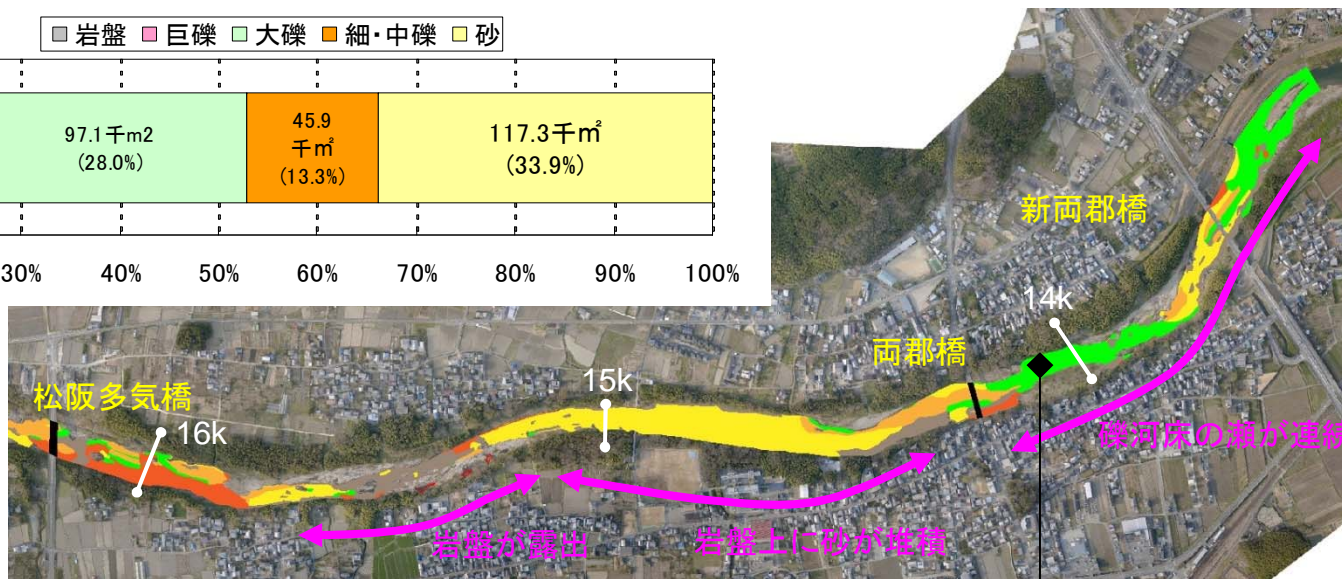 岩盤 巨礫 大礫 細・中礫 砂
97.1千m2
(28.0%)
45.9
千㎡
(13.3%)
117.3千㎡
(33.9%)
30% 40% 50% 60% 70% 80% 90% 100%
新両郡橋
14k
両郡橋
15k
松阪多気橋
16k
礫河床の瀬が連続
岩盤が露出
岩盤上に砂が堆積